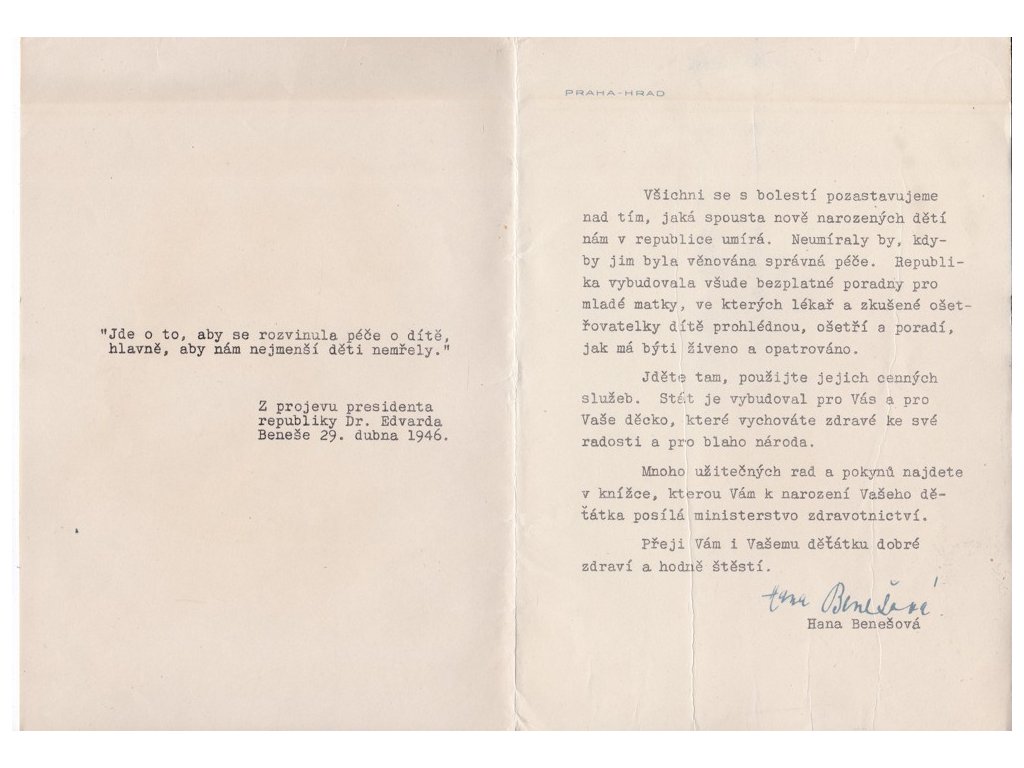 "Jde o to, aby se rozvinula péče o dítě,
hlavně, aby nám nejmenší děti nemřely."
Z projevu presidenta
republiky Dr. Edvarda
Beneše 29. dubna 1946.
PRAHA-HRAD
Všichni se s bolestí pozastavujeme
nad tím, jaká spousta nově narozených dětí
nám v republice umírá. Neumíraly by, kdy-
by jim byla věnována správná péče. Republi-
ka vybudovala všude bezplatné poradny pro
mladé matky, ve kterých lékař a zkušené ošet-
řovatelky dítě prohlédnou, ošetří a poradí,
jak má býti živeno a opatrováno.
Jděte tam, použijte jejich cenných
služeb. Stát je vybudoval pro Vás a pro
Vaše děcko, které vychováte zdravé ke své
radosti a pro blaho národa.
Mnoho užitečných rad a pokynů najdete
v knížce, kterou Vám k narození Vašeho dě-
ťátka posílá ministerstvo zdravotnictví.
Přeji Vám i Vašemu děťátku dobré
zdraví a hodně štěstí.
Hana Benešová
Hana Benešová